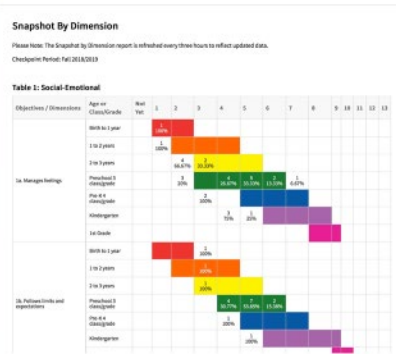 Snapshot By Dimension
Please Note: The Snapshot by Dimension report is refreshed every three hours to reflect updated data.
Checkpoint Period: Fall 2018/2019
Table 1: Social-Emotional
Objectives / Dimensions Age or Class/Grade Not Yet 1 2 3 4 5 6 7 8 9 10 11 12 13
1a. Manages feelings
Birth to 1 year 1 100%
1 to 2 years 1 100%
2 to 3 years 4 66.67% 2 33.33%
Preschool 3 class/grade 3 20% 4 26.67% 5 33.33% 2 13.33% 1 6.67%
Pre-K 4 class/grade 2 100%
Kindergarten 3 75% 1 25%
1st Grade
1b. Follows limits and expectations
Birth to 1 year 1 100%
1 to 2 years 1 100%
2 to 3 years 1 100%
Preschool 3 class/grade 4 30.77% 7 53.85% 2 15.38%
Pre-K 4 class/grade 1 100%
Kindergarten 1 100%